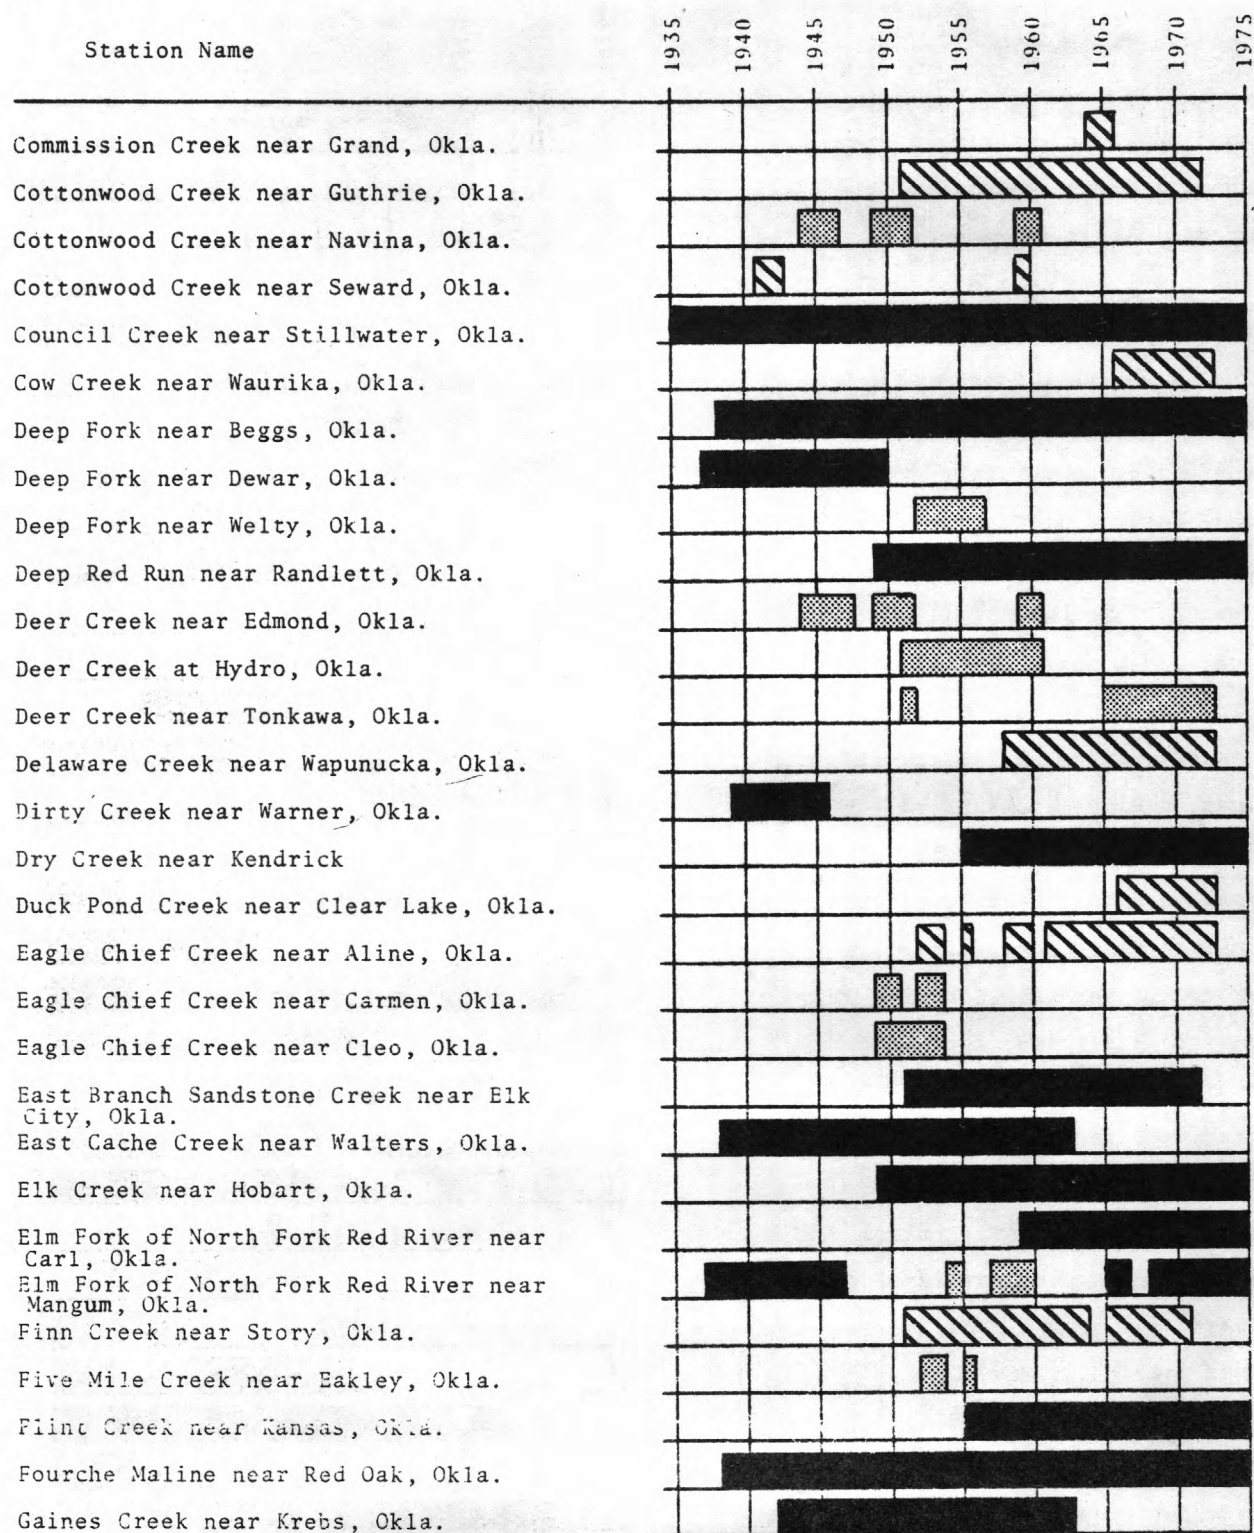 Station Name
1935
1940
1945
1950
1955
1960
1965
1970
1975
Commission Creek near Grand, Okla.
Cottonwood Creek near Guthrie, Okla.
Cottonwood Creek near Navina, Okla.
Cottonwood Creek near Seward, Okla.
Council Creek near Stillwater, Okla.
Cow Creek near Waurika, Okla.
Deep Fork near Beggs, Okla.
Deep Fork near Dewar, Okla.
Deep Fork near Welty, Okla.
Deep Red Run near Randlett, Okla.
Deer Creek near Edmond, Okla.
Deer Creek at Hydro, Okla.
Deer Creek near Tonkawa, Okla.
Delaware Creek near Wapunucka, Okla.
Dirty Creek near Warner, Okla.
Dry Creek near Kendrick
Duck Pond Creek near Clear Lake, Okla.
Eagle Chief Creek near Aline, Okla.
Eagle Chief Creek near Carmen, Okla.
Eagle Chief Creek near Cleo, Okla.
East Branch Sandstone Creek near Elk
City, Okla.
East Cache Creek near Walters, Okla.
Elk Creek near Hobart, Okla.
Elm Fork of North Fork Red River near
Carl, Okla.
Elm Fork of North Fork Red River near
Mangum, Okla.
Finn Creek near Story, Okla.
Five Mile Creek near Eakley, Okla.
Flint Creek near Kansas, Okla.
Fourche Maline near Red Oak, Okla.
Gaines Creek near Krebs, Okla.